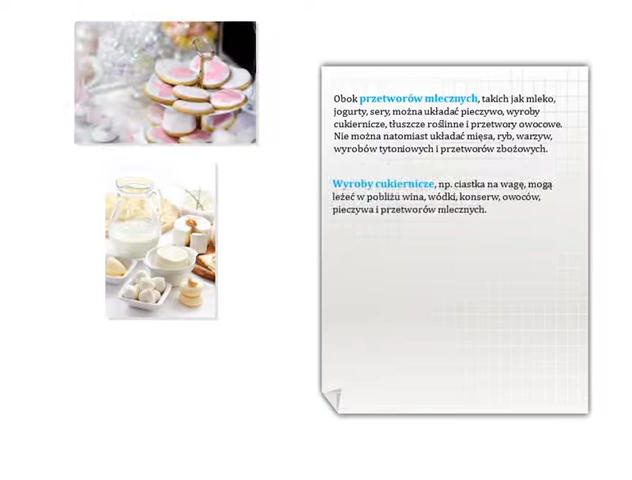 Obok przetworów mlecznych, takich jak mleko,
jogurty, sery, można układać pieczywo, wyroby
cukiernicze, tłuszcze roślinne i przetwory owocowe.
Nie można natomiast układać mięsa, ryb, warzyw,
wyrobów tytoniowych i przetworów zbożowych.
Wyroby cukiernicze, np. ciastka na wagę, mogą
leżeć w pobliżu wina, wódki, konserw, owoców,
pieczywa i przetworów mlecznych.